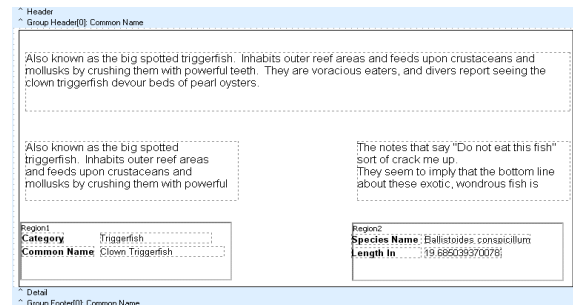 ^ Header
^ Group Header[0]: Common Name
Also known as the big spotted triggerfish. Inhabits outer reef areas and feeds upon crustaceans and
mollusks by crushing them with powerful teeth. They are voracious eaters, and divers report seeing the
clown triggerfish devour beds of pearl oysters.
Also known as the big spotted
triggerfish. Inhabits outer reef areas
and feeds upon crustaceans and
mollusks by crushing them with powerful
The notes that say "Do not eat this fish"
sort of crack me up.
They seem to imply that the bottom line
about these exotic, wondrous fish is
Region1
Category Triggerfish
Common Name Clown Triggerfish
Region2
Species Name Ballistoides conspicillum
Length In 19.685039370078
^ Detail
^ Group Footer[0]: Common Name